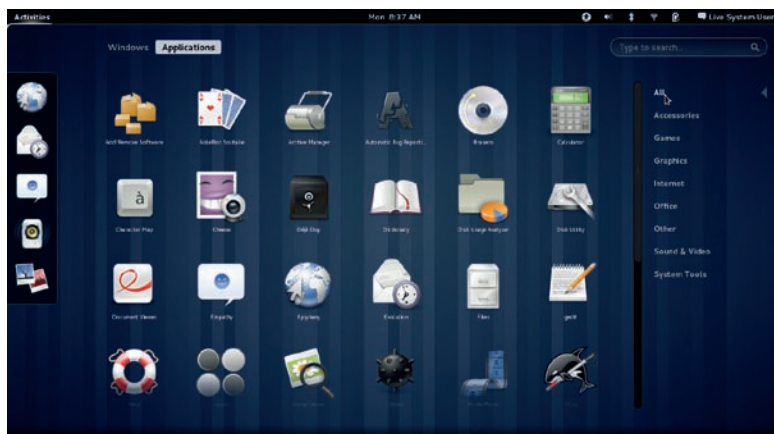 Activities
Mon 8:37 AM
Live System User
Windows
Applications
Type to search...
All
Accessories
Games
Graphics
Internet
Office
Other
Sound & Video
System Tools
Add/Remove Software
AisleRiot Solitaire
Archive Manager
Automatic Bug Reporti...
Brasero
Calculator
Character Map
Cheese
Déjà Dup
Dictionary
Disk Usage Analyzer
Disk Utility
Document Viewer
Empathy
Epiphany
Evolution
Files
gedit